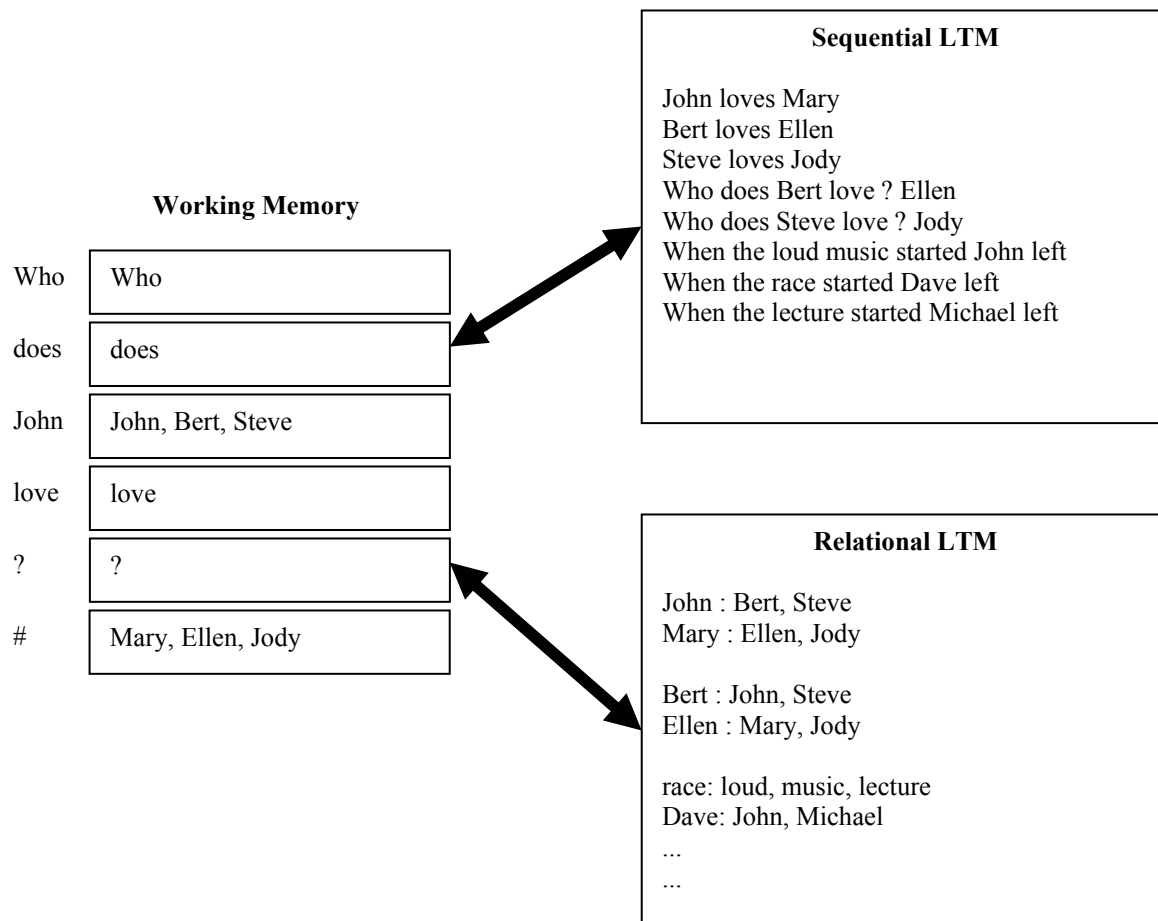 Working Memory
Who Who
does does
John John, Bert, Steve
love love
? ?
# Mary, Ellen, Jody
Sequential LTM
John loves Mary
Bert loves Ellen
Steve loves Jody
Who does Bert love ? Ellen
Who does Steve love ? Jody
When the loud music started John left
When the race started Dave left
When the lecture started Michael left
Relational LTM
John : Bert, Steve
Mary : Ellen, Jody
Bert : John, Steve
Ellen : Mary, Jody
race: loud, music, lecture
Dave: John, Michael
...
...